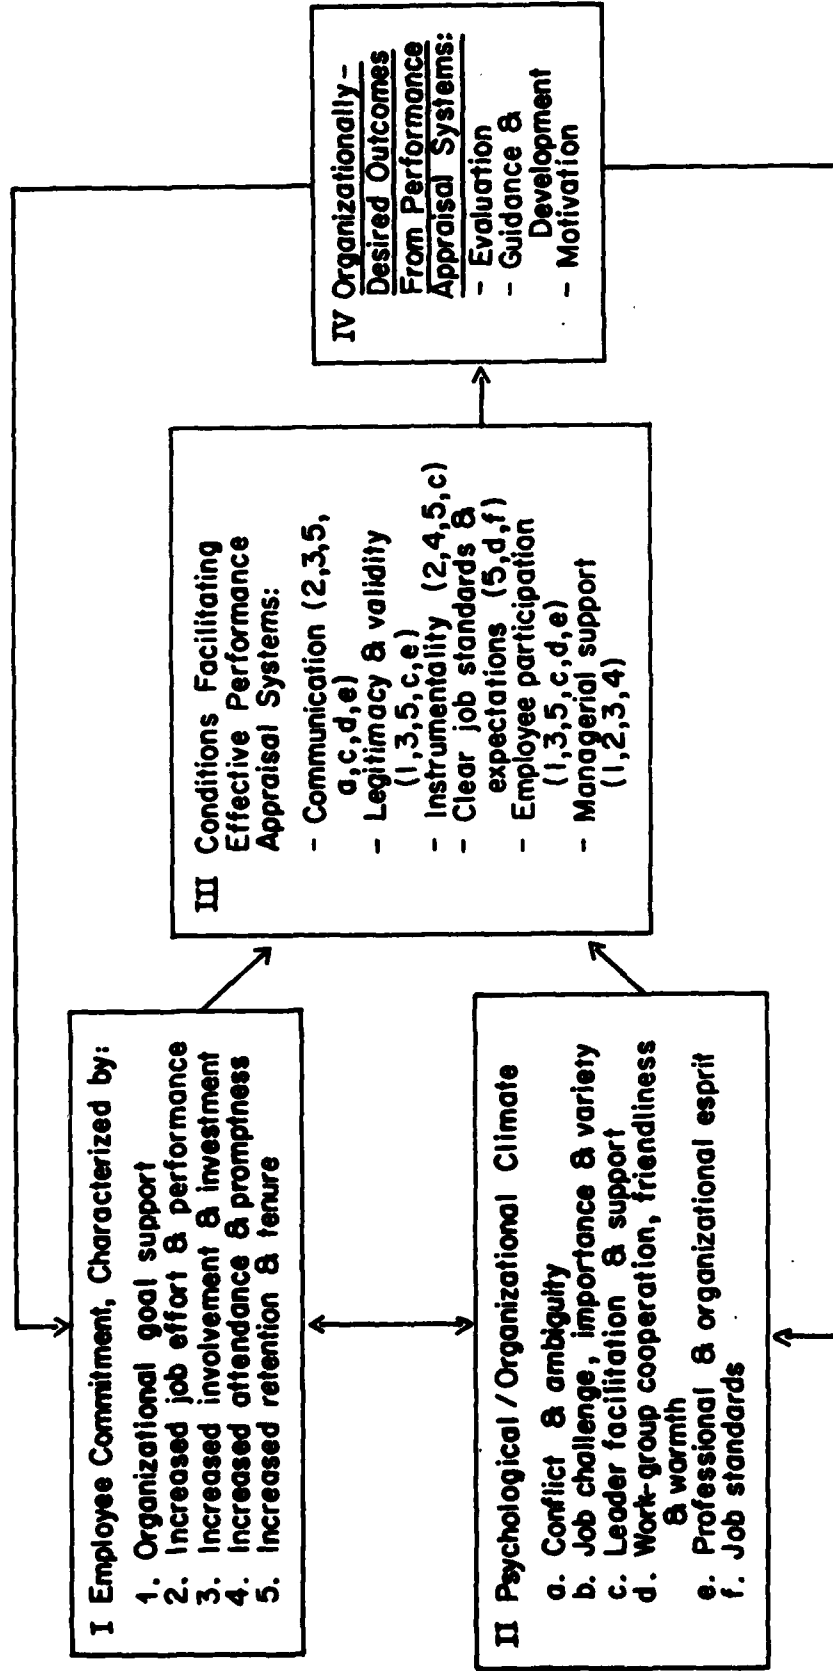 I Employee Commitment, Characterized by:
1. Organizational goal support
2. Increased job effort & performance
3. Increased involvement & investment
4. Increased attendance & promptness
5. Increased retention & tenure
II Psychological/Organizational Climate
a. Conflict & ambiguity
b. Job challenge, importance & variety
c. Leader facilitation & support
d. Work-group cooperation, friendliness
& warmth
e. Professional & organizational esprit
f. Job standards
III Conditions Facilitating
Effective Performance
Appraisal Systems:
- Communication (2,3,5,
a,c,d,e)
- Legitimacy & validity
(1,3,5,c,e)
- Instrumentality (2,4,5,c)
- Clear job standards &
expectations (5,d,f)
- Employee participation
(1,3,5,c,d,e)
- Managerial support
(1,2,3,4)
IV Organizationally-
Desired Outcomes
From Performance
Appraisal Systems:
- Evaluation
- Guidance &
Development
- Motivation